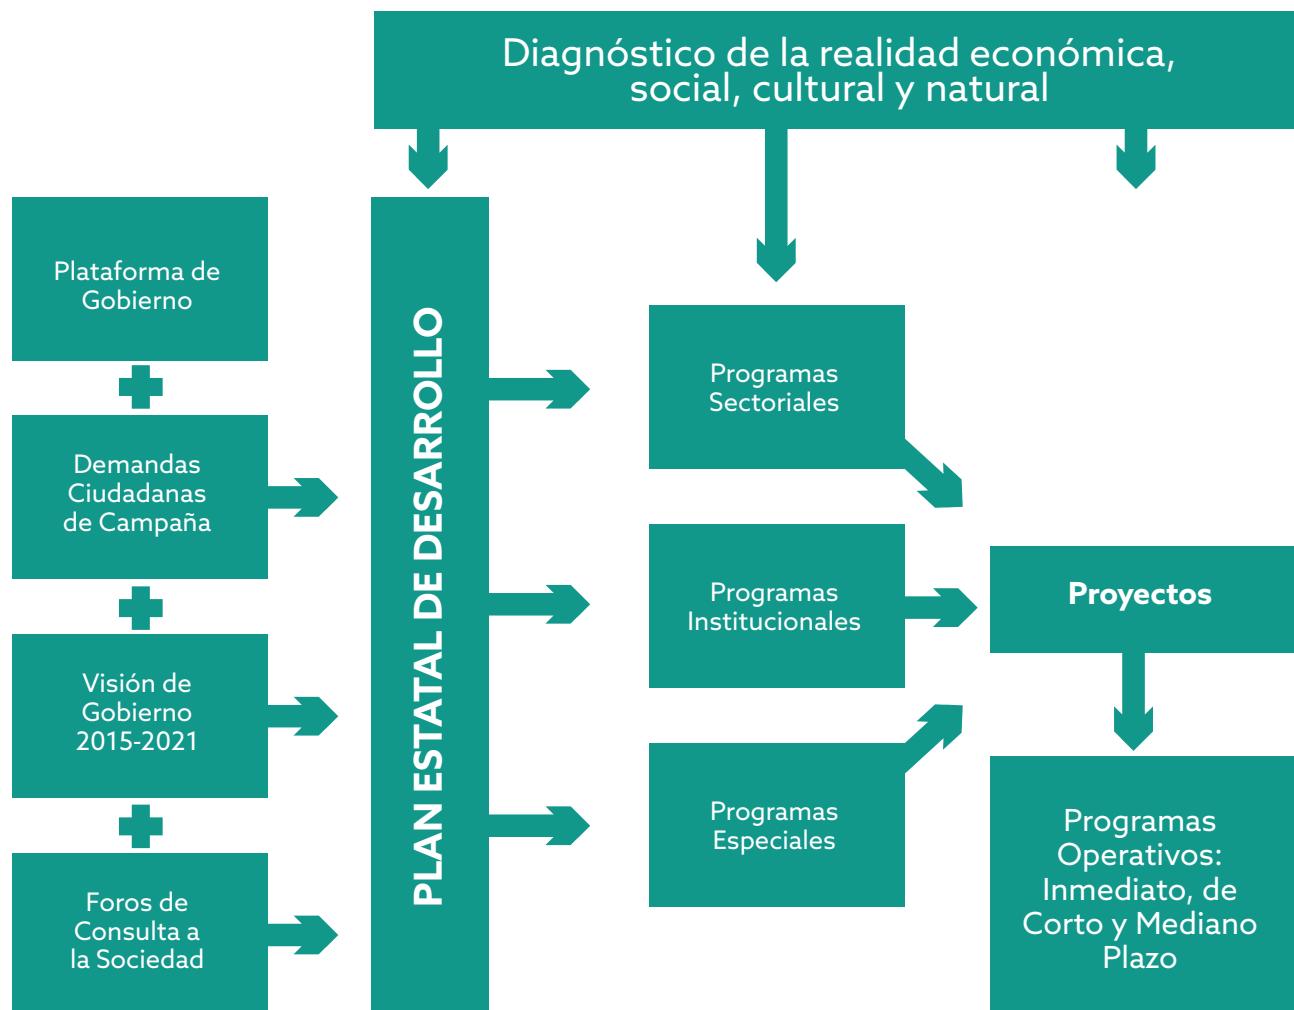 Diagnóstico de la realidad económica,
social, cultural y natural
Plataforma de
Gobierno
Demandas
Ciudadanas
de Campaña
Visión de
Gobierno
2015-2021
Foros de
Consulta a
la Sociedad
PLAN ESTATAL DE DESARROLLO
Programas
Sectoriales
Programas
Institucionales
Programas
Especiales
Proyectos
Programas
Operativos:
Inmediato, de
Corto y Mediano
Plazo